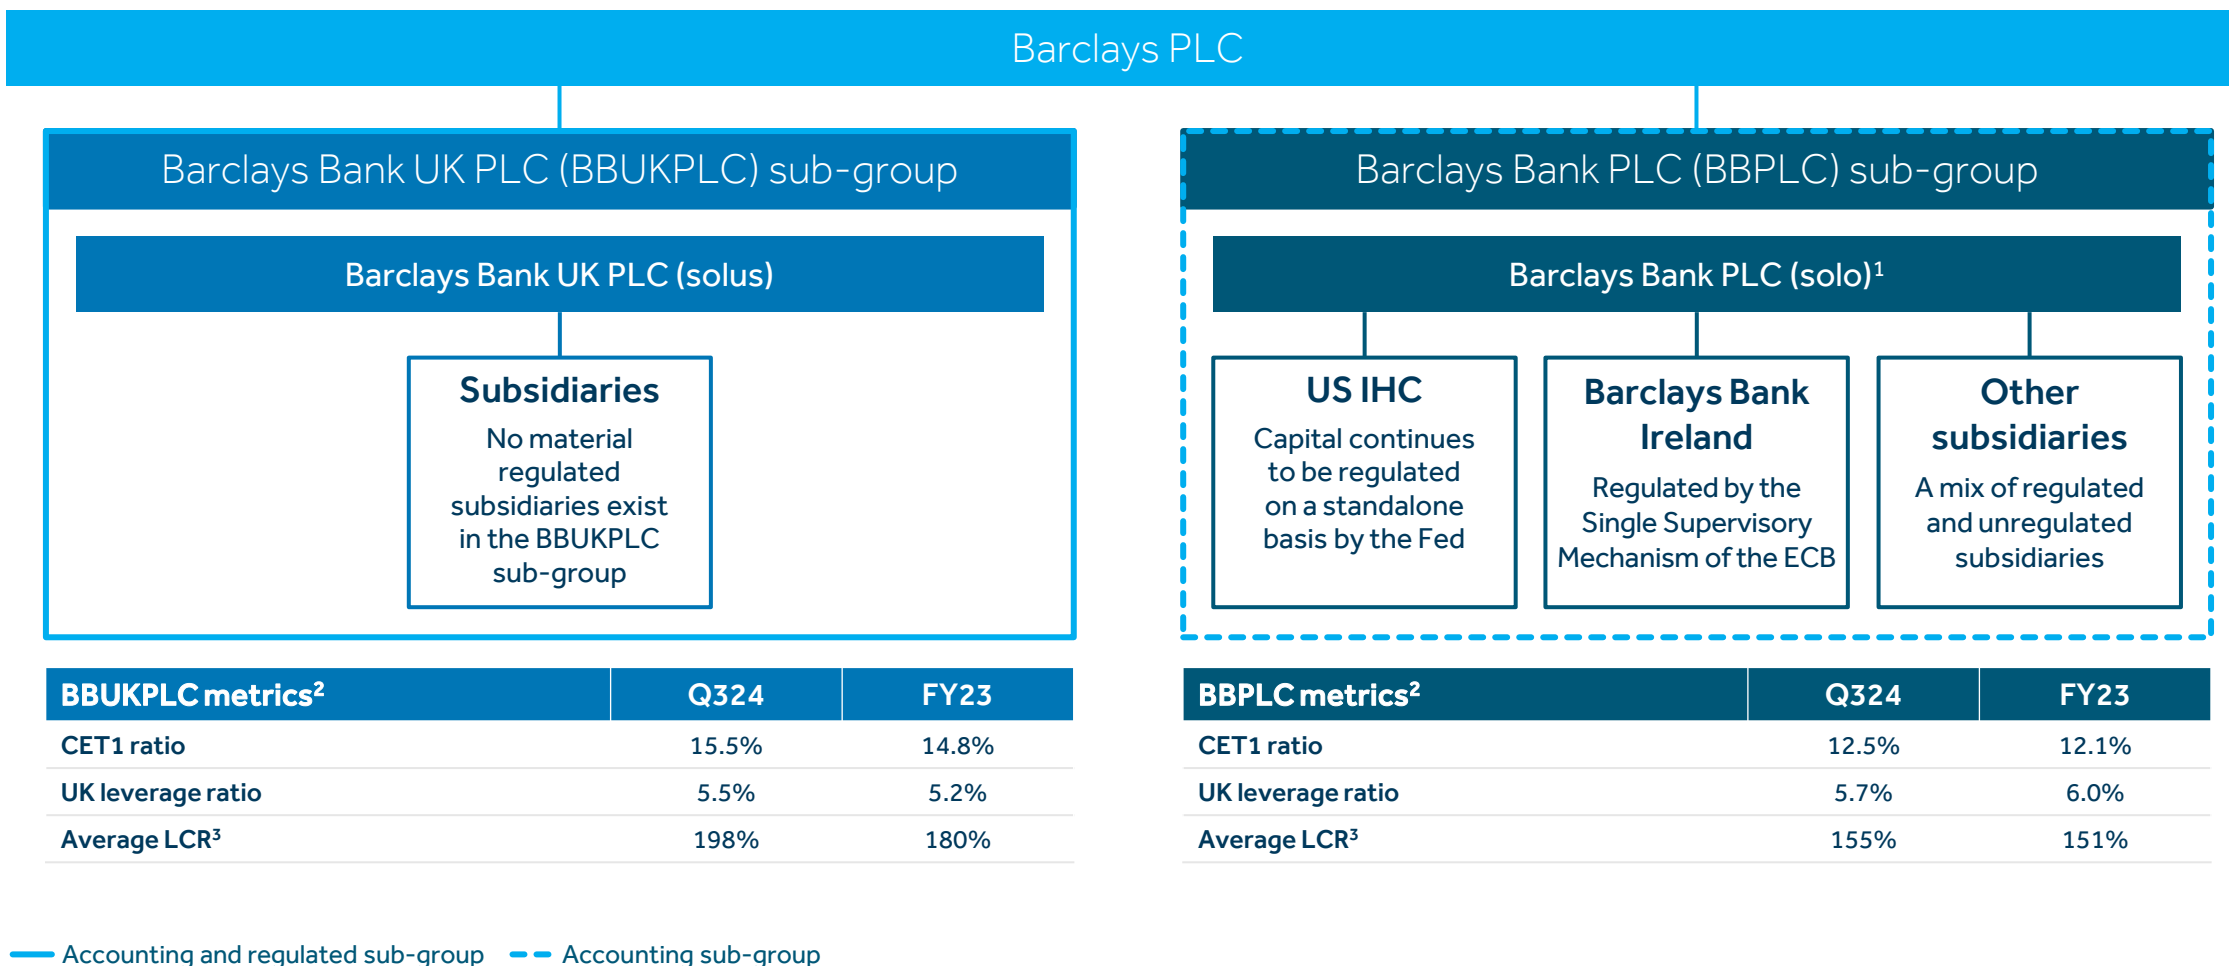 Barclays PLC
Barclays Bank UK PLC (BBUKPLC) sub-group
Barclays Bank UK PLC (solus)
Subsidiaries
No material
regulated
subsidiaries exist
in the BBUKPLC
sub-group
Barclays Bank PLC (BBPLC) sub-group
Barclays Bank PLC (solo)¹
US IHC
Capital continues
to be regulated
on a standalone
basis by the Fed
Barclays Bank
Ireland
Regulated by the
Single Supervisory
Mechanism of the ECB
Other
subsidiaries
A mix of regulated
and unregulated
subsidiaries
BBUKPLC metrics² Q324 FY23
CET1 ratio 15.5% 14.8%
UK leverage ratio 5.5% 5.2%
Average LCR³ 198% 180%
BBPLC metrics² Q324 FY23
CET1 ratio 12.5% 12.1%
UK leverage ratio 5.7% 6.0%
Average LCR³ 155% 151%
Accounting and regulated sub-group Accounting sub-group